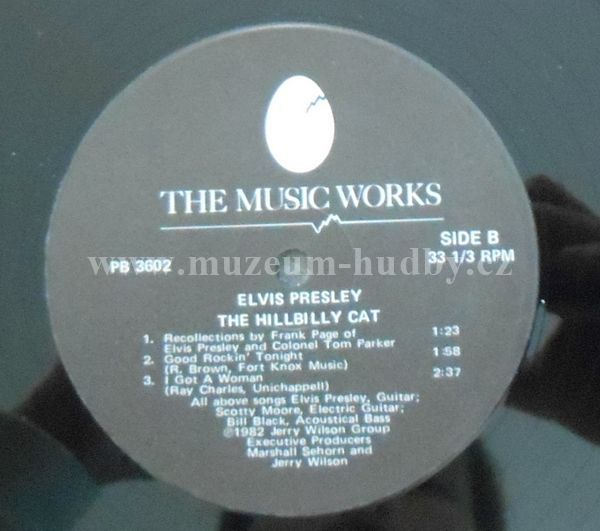 THE MUSIC WORKS
SIDE B
PB 3602
33 1/3 RPM
www.muzeum-hudby.cz
ELVIS PRESLEY
THE HILLBILLY CAT
1. Recollections by Frank Page of
Elvis Presley and Colonel Tom Parker 1:23
2. Good Rockin' Tonight
(R. Brown, Fort Knox Music) 1:58
3. I Got A Woman
(Ray Charles, Unichappell) 2:37
All above songs Elvis Presley, Guitar;
Scotty Moore, Electric Guitar;
Bill Black, Acoustical Bass
℗1982 Jerry Wilson Group
Executive Producers
Marshall Sehorn and
Jerry Wilson